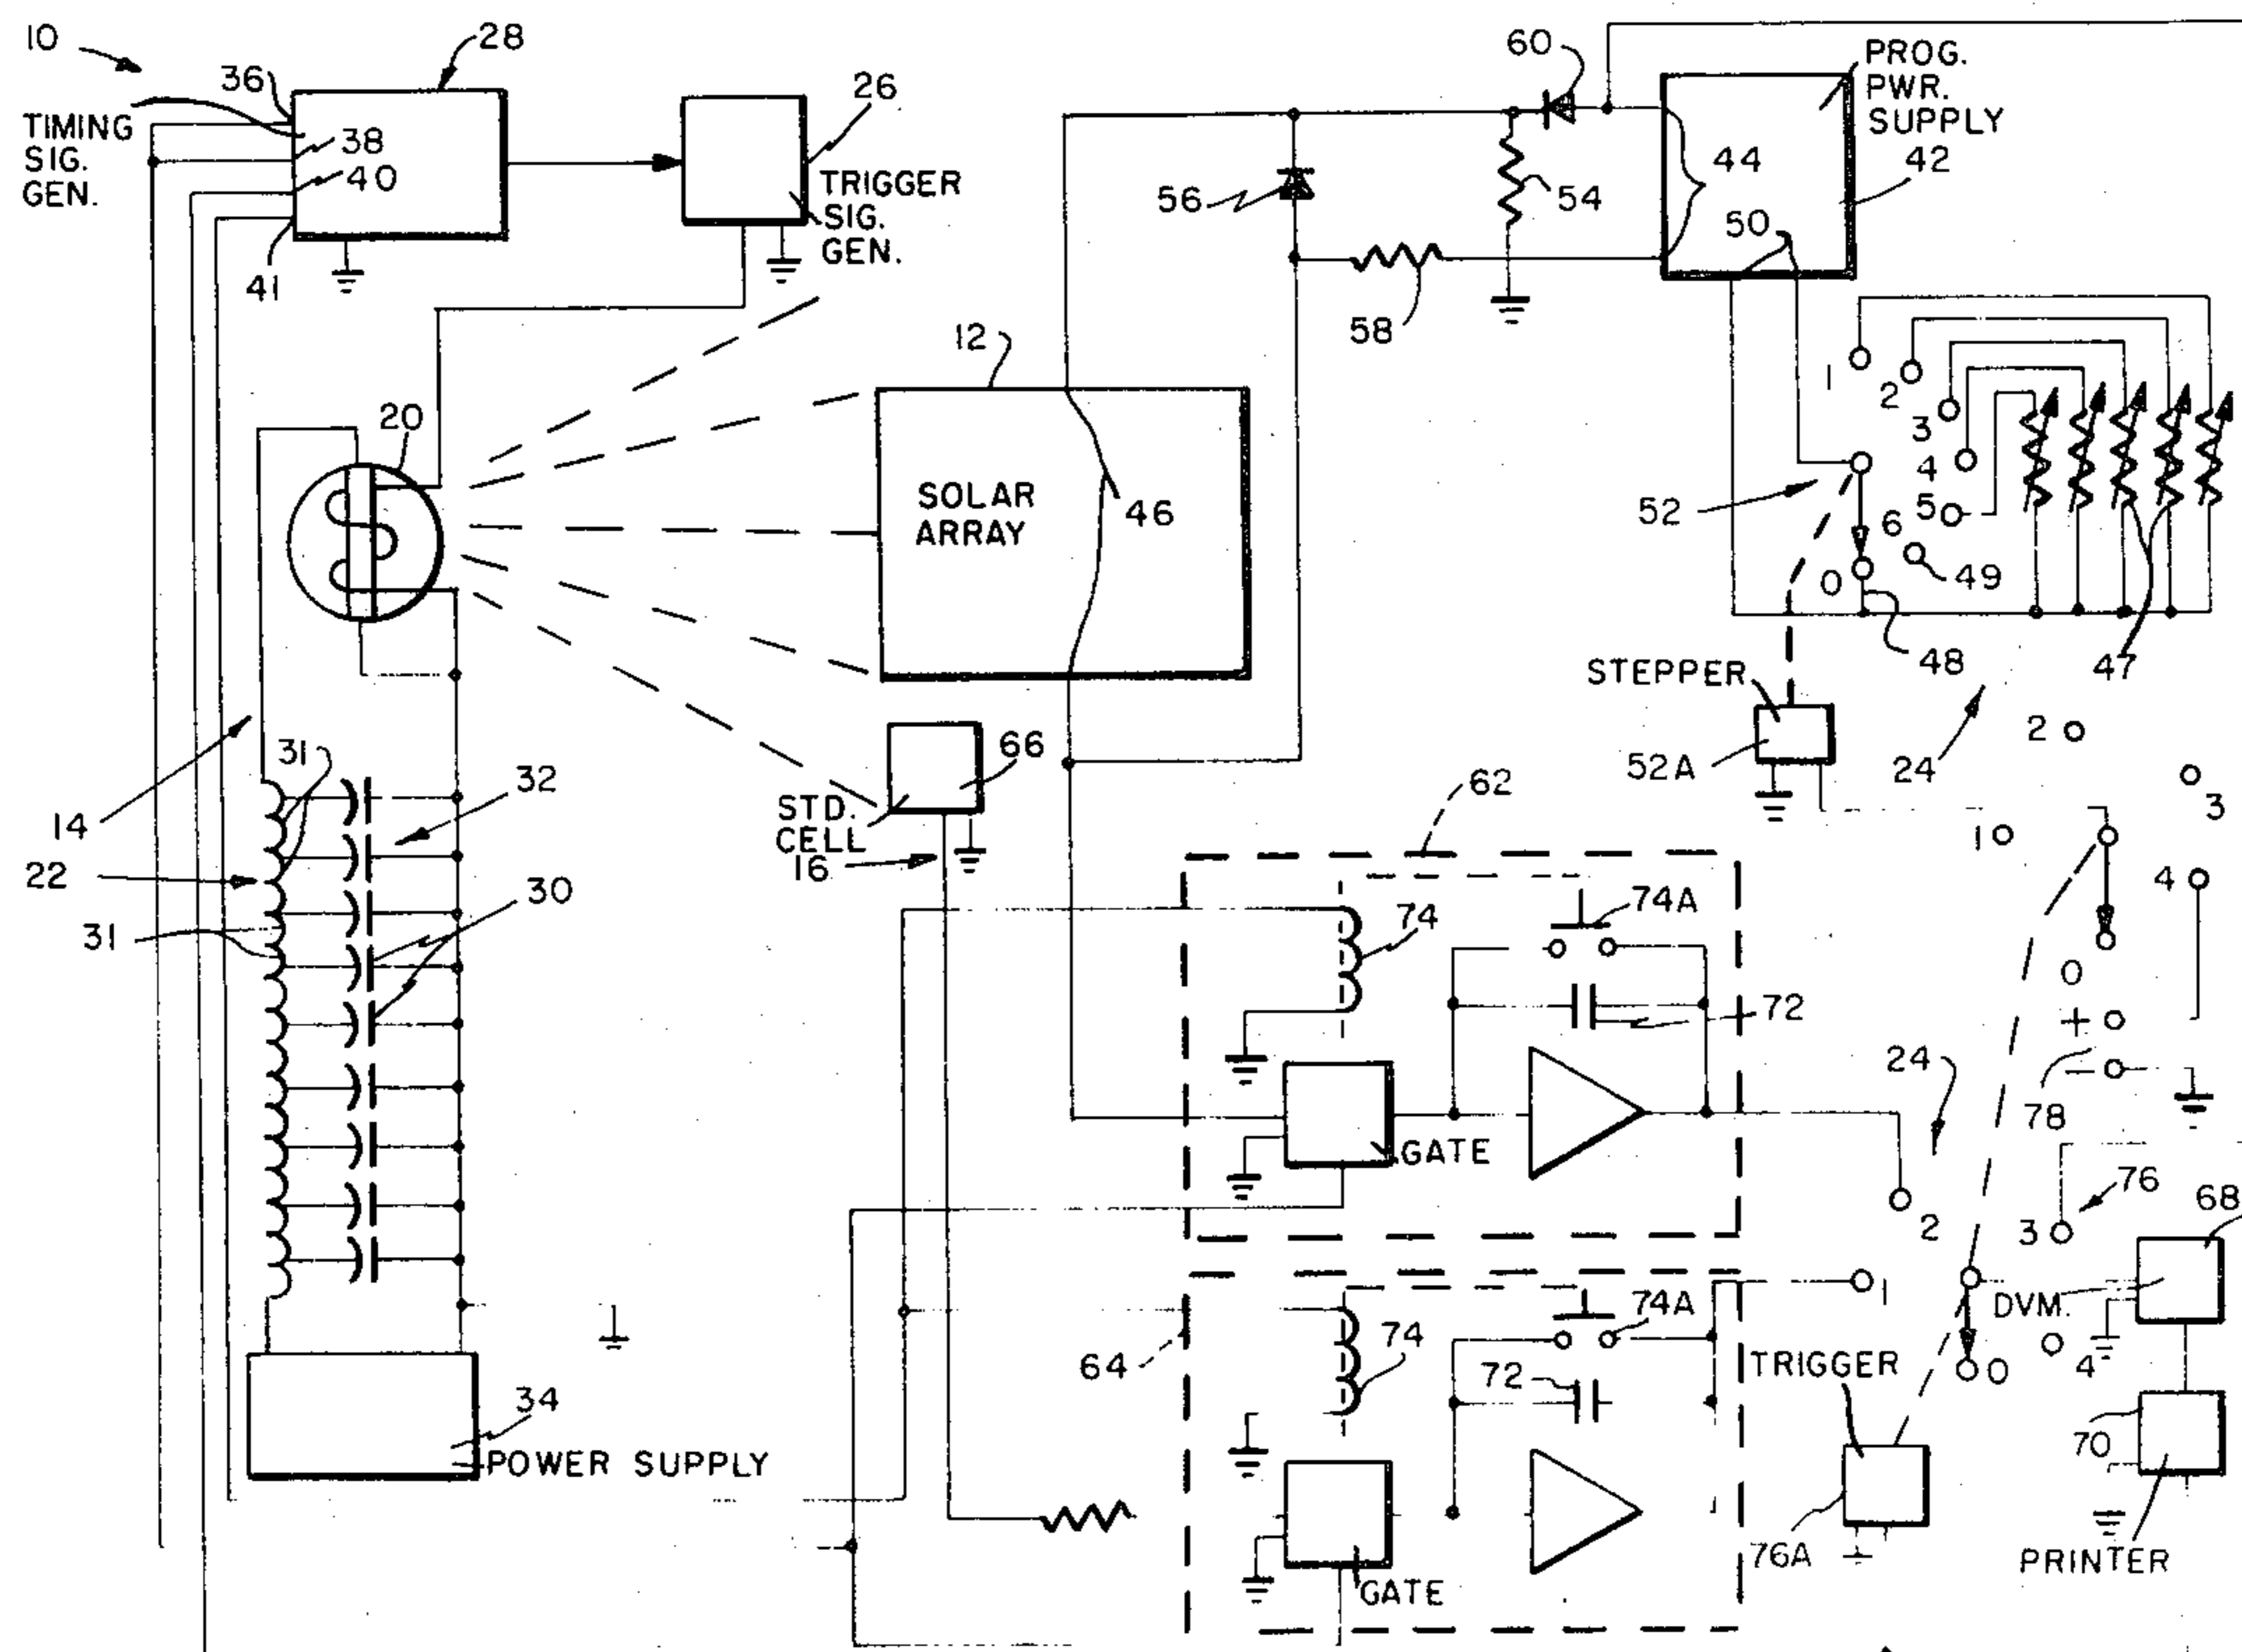 10
28
36
26
TIMING
SIG.
GEN.
38
40
41
TRIGGER
SIG.
GEN.
60
PROG.
PWR.
SUPPLY
44
42
56
54
50
58
12
20
SOLAR
ARRAY
46
1
2
3
4
5
6
0
52
49
48
47
STEPPER
52A
24
14
31
32
22
31
30
66
STD.
CELL
16
62
74A
74
72
GATE
2
3
1
4
0
+
-
78
24
76
2
3
68
1
DVM.
4
0
64
74A
74
72
GATE
TRIGGER
76A
70
PRINTER
34
POWER SUPPLY